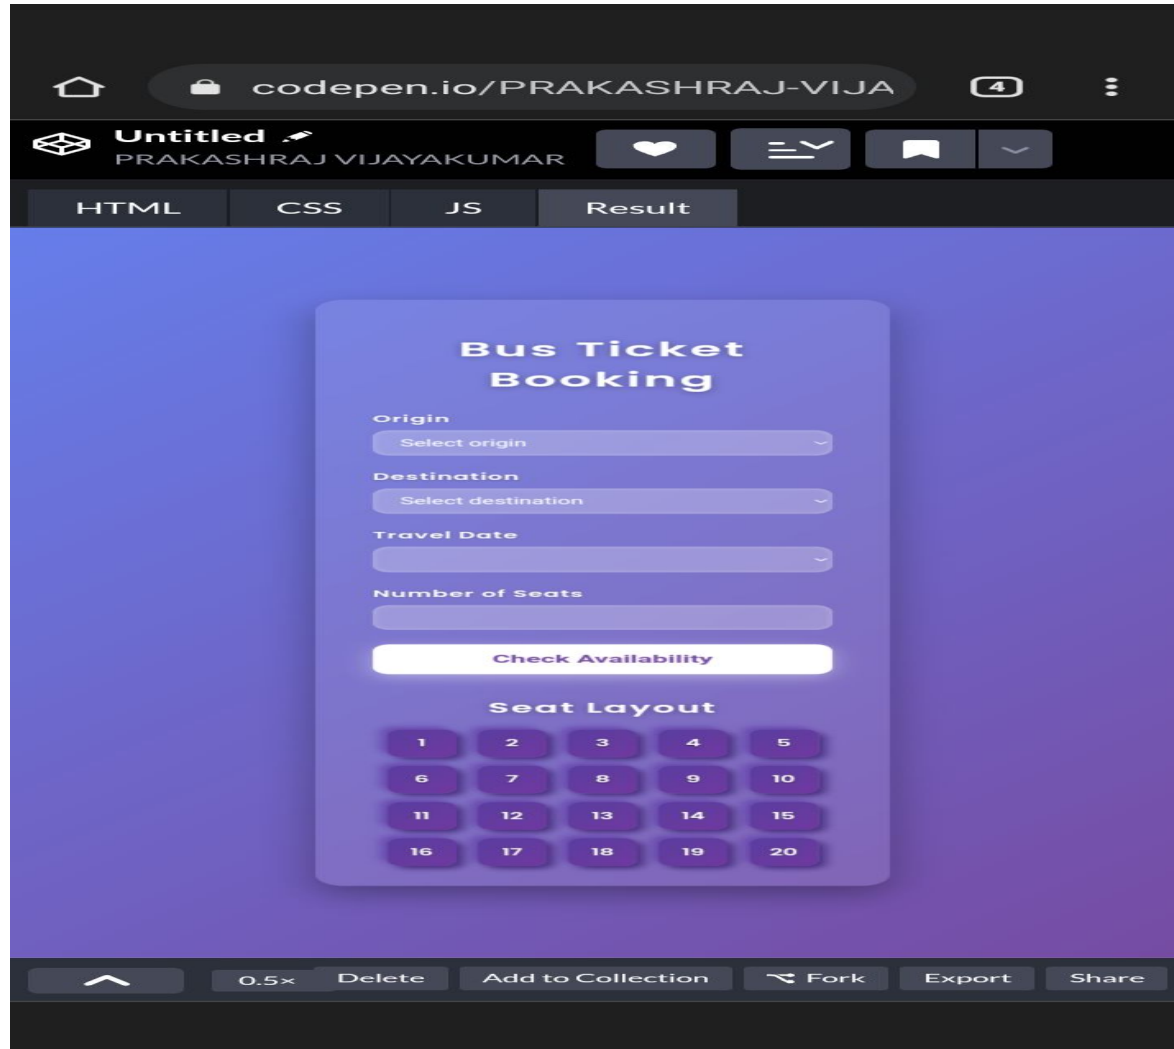 codepen.io/PRAKASHRAJ-VIJA 4
Untitled
PRAKASHRAJ VIJAYAKUMAR
HTML CSS JS Result
Bus Ticket
Booking
Origin
Select origin
Destination
Select destination
Travel Date
Number of Seats
Check Availability
Seat Layout
1 2 3 4 5
6 7 8 9 10
11 12 13 14 15
16 17 18 19 20
0.5× Delete Add to Collection Fork Export Share